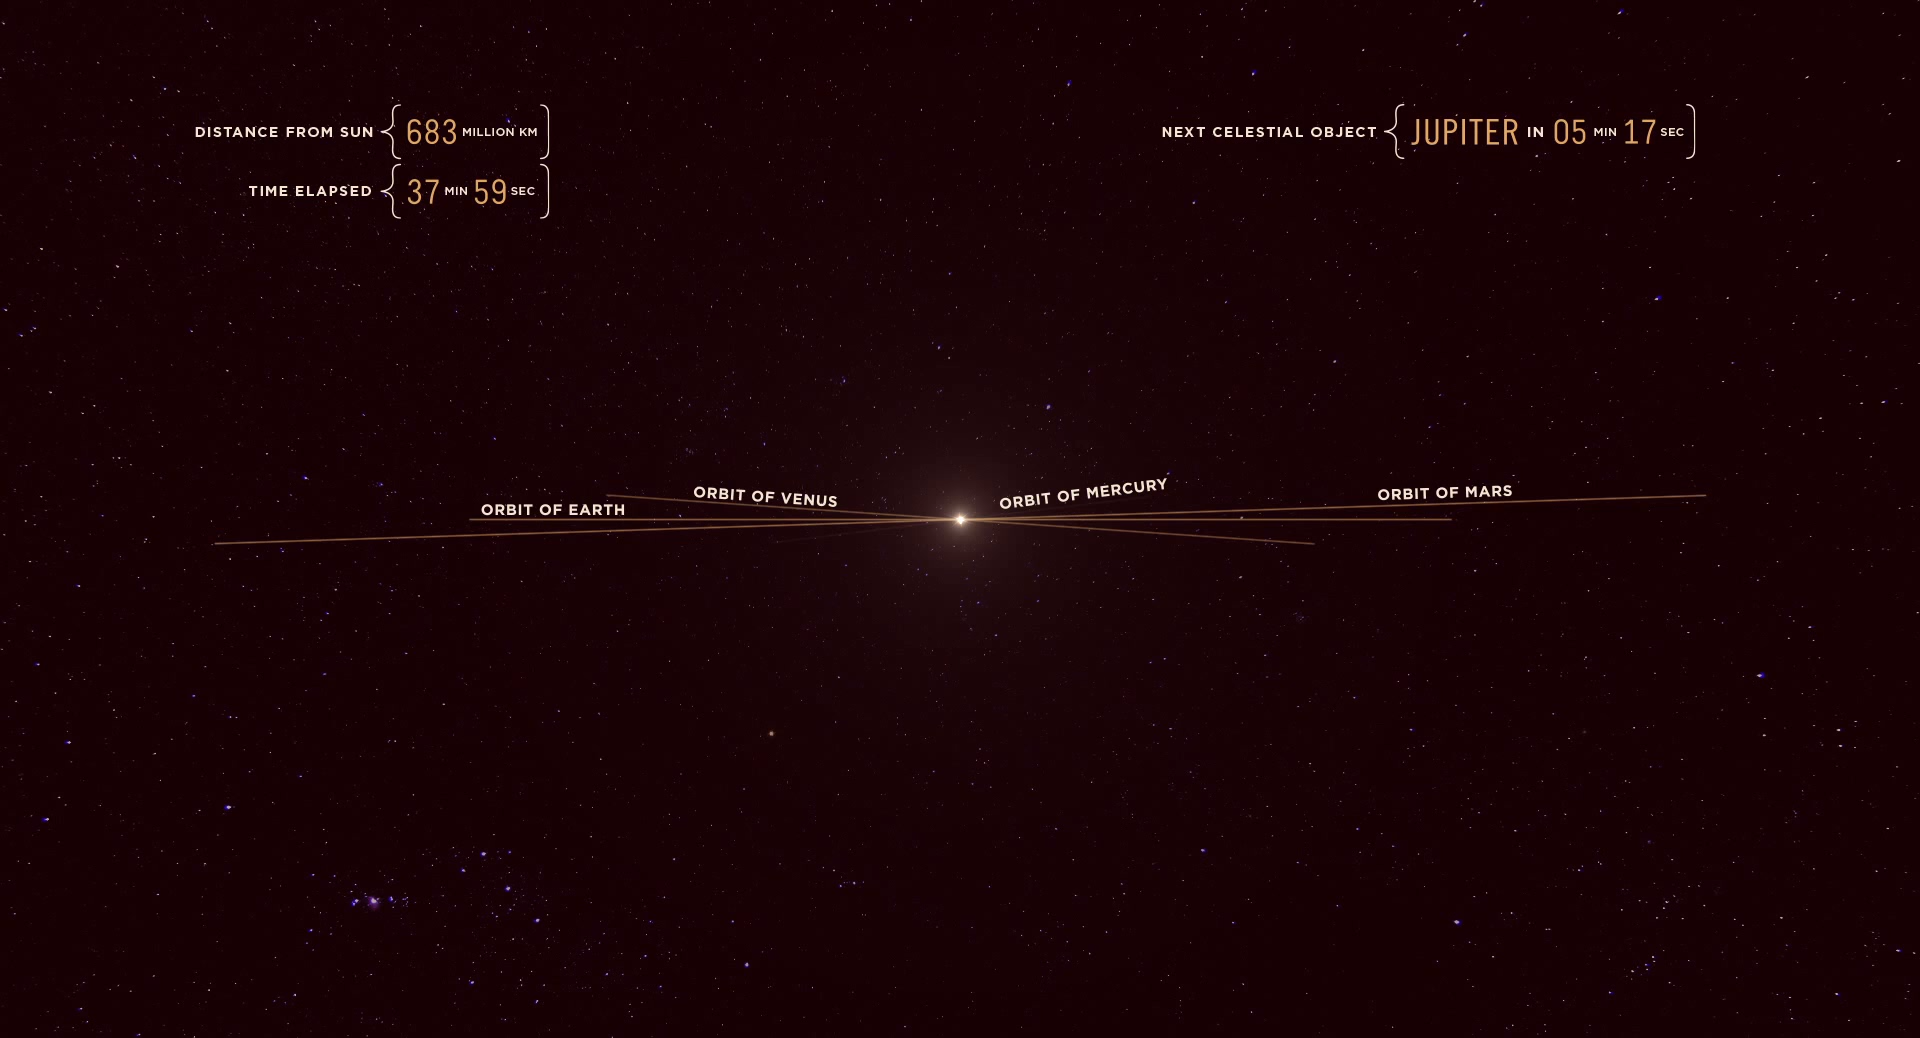 DISTANCE FROM SUN 683 MILLION KM
TIME ELAPSED 37 MIN 59 SEC
NEXT CELESTIAL OBJECT JUPITER IN 05 MIN 17 SEC
ORBIT OF EARTH
ORBIT OF VENUS
ORBIT OF MERCURY
ORBIT OF MARS